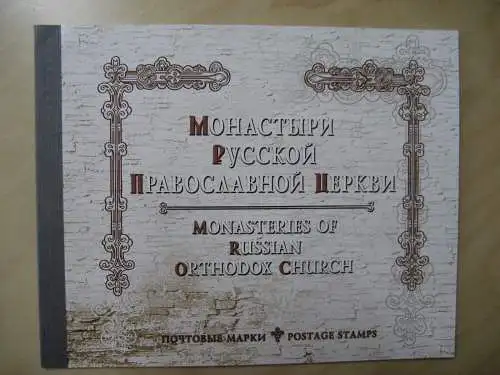 Монастыри
Русской
Православной Церкви
Monasteries of
Russian
Orthodox Church
ПОЧТОВЫЕ МАРКИ POSTAGE STAMPS